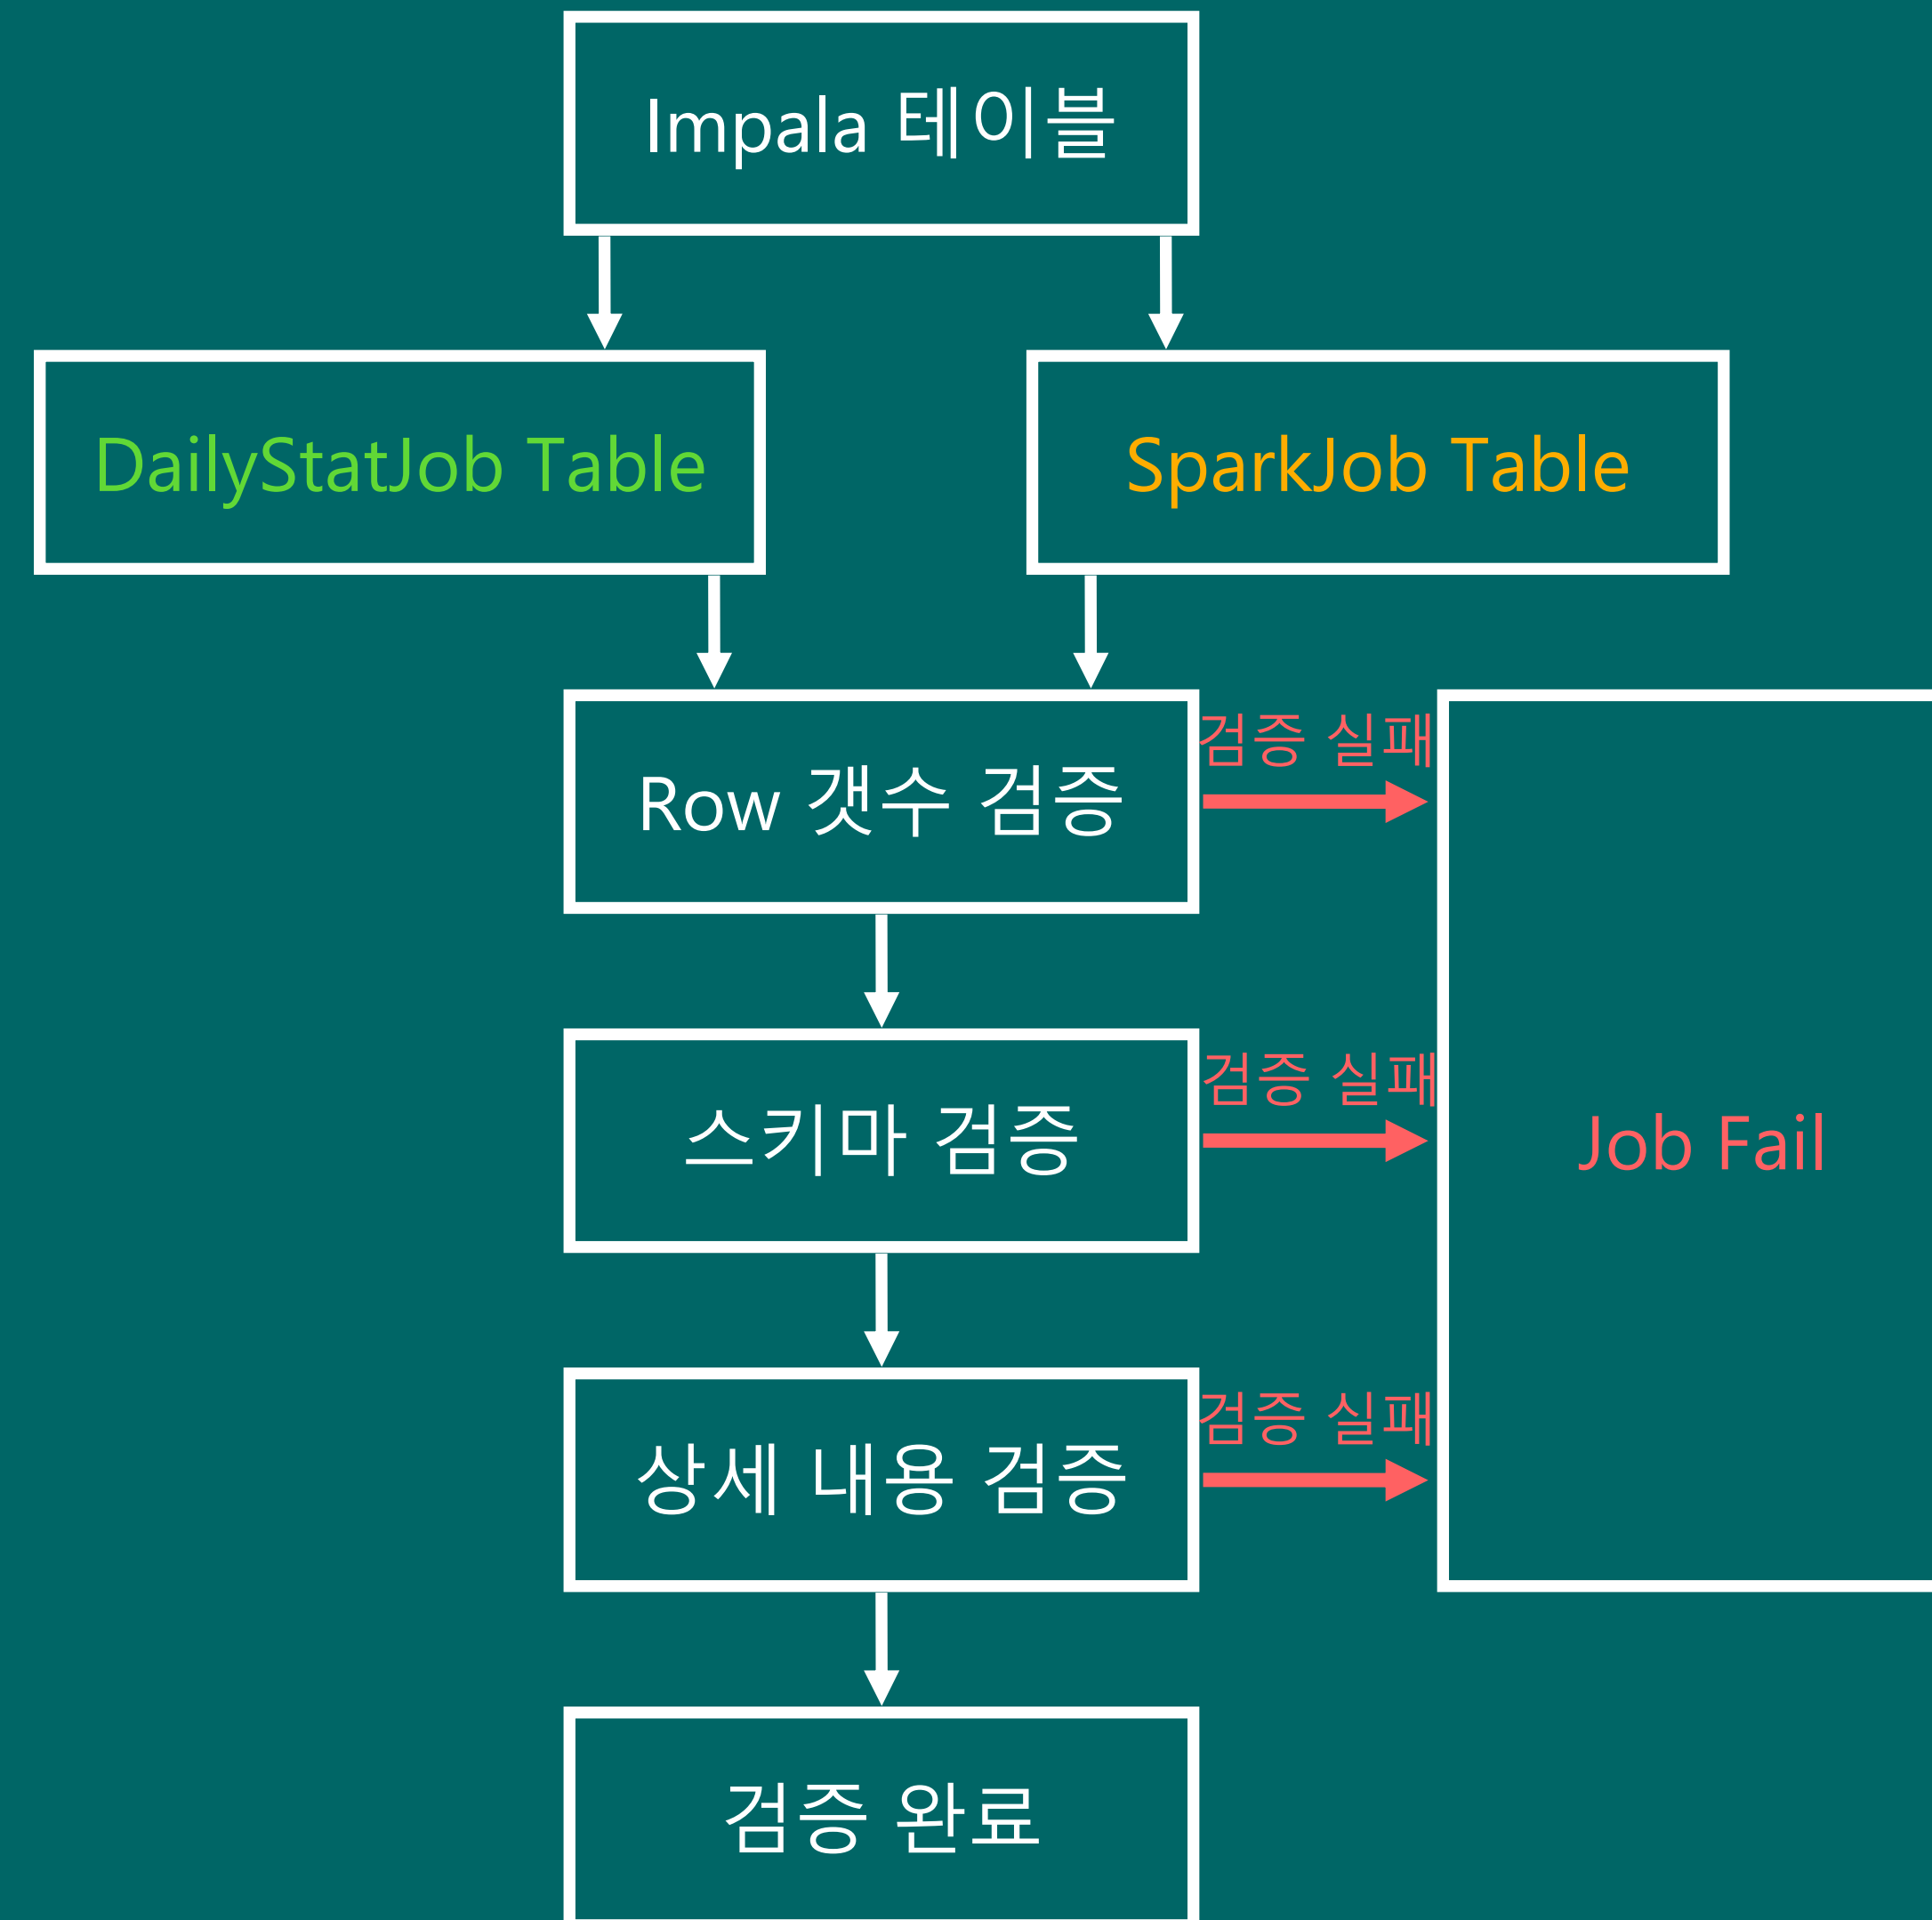 Impala 테이블
DailyStatJob Table
SparkJob Table
Row 갯수 검증
검증 실패
스키마 검증
검증 실패
Job Fail
상세 내용 검증
검증 실패
검증 완료